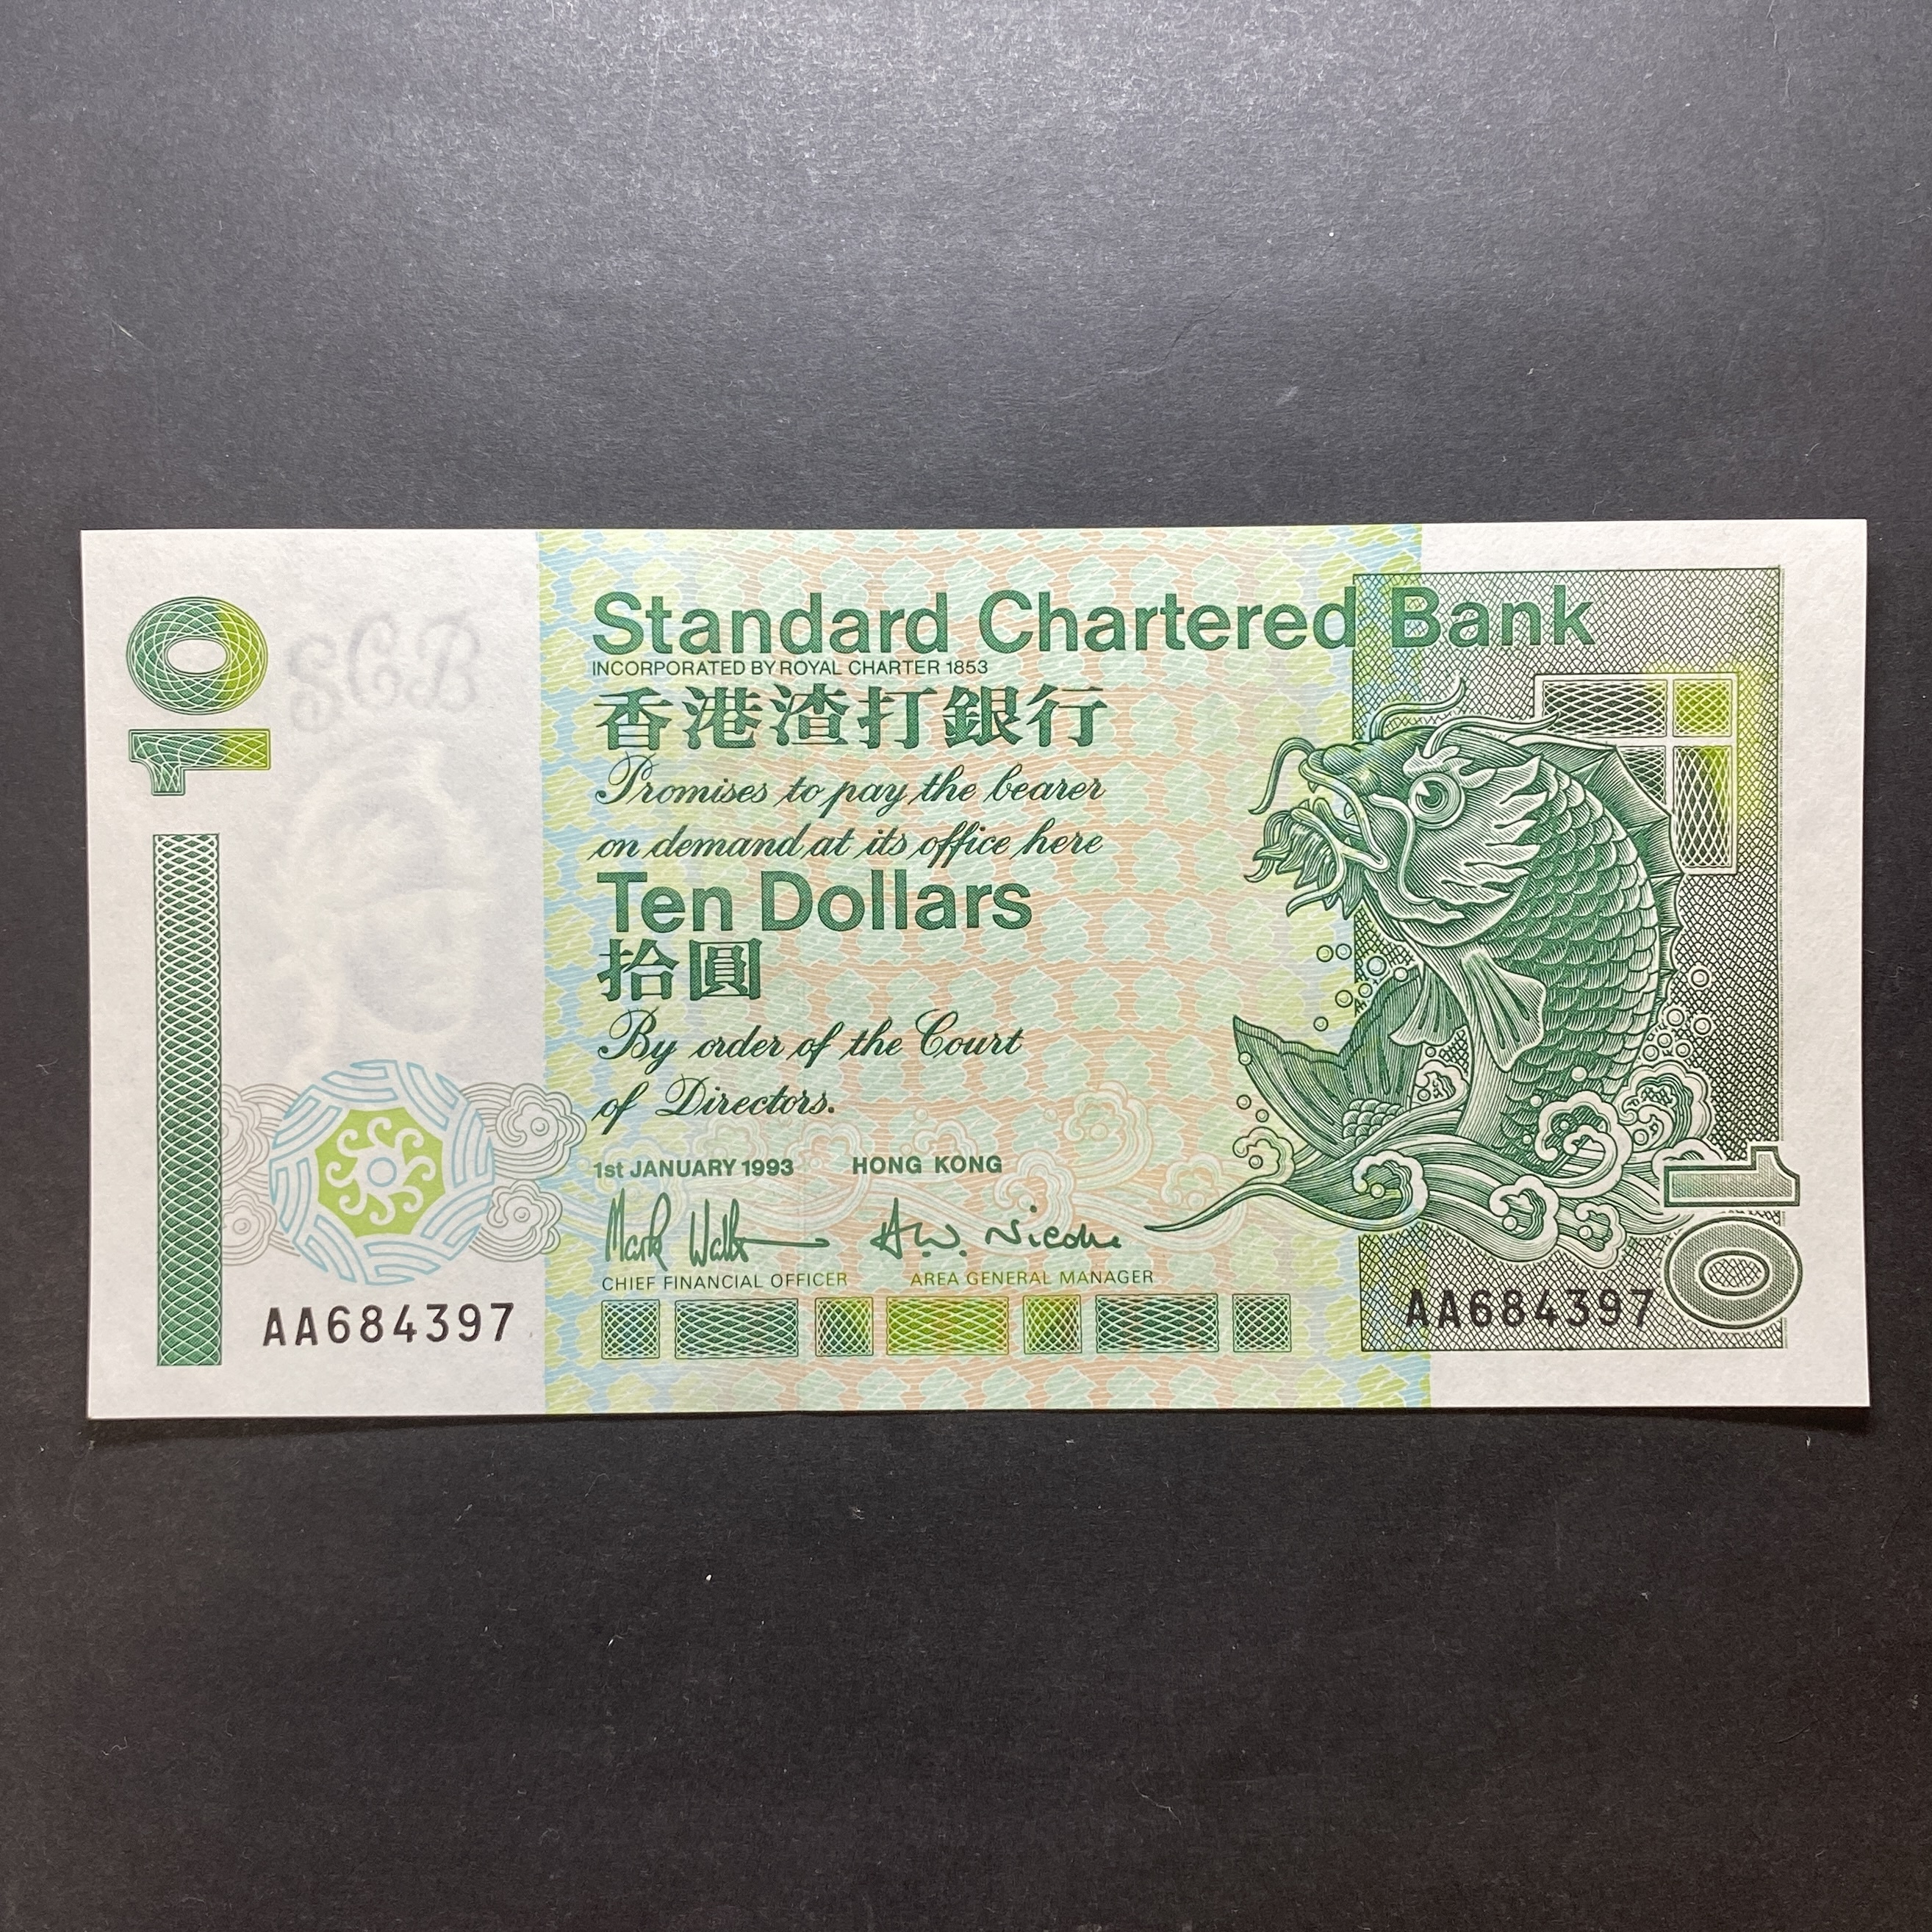 10
SCB
Standard Chartered Bank
INCORPORATED BY ROYAL CHARTER 1853
香港渣打銀行
Promises to pay the bearer
on demand at its office here
Ten Dollars
拾圓
By order of the Court
of Directors.
1st JANUARY 1993 HONG KONG
CHIEF FINANCIAL OFFICER AREA GENERAL MANAGER
AA684397
AA684397
10